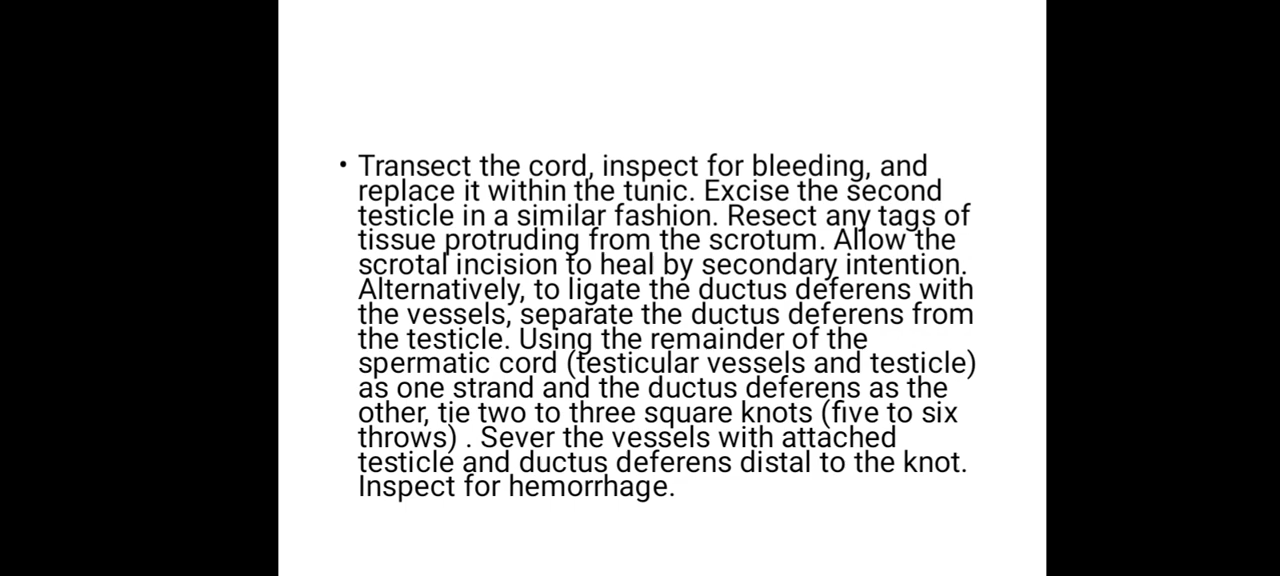 • Transect the cord, inspect for bleeding, and
replace it within the tunic. Excise the second
testicle in a similar fashion. Resect any tags of
tissue protruding from the scrotum. Allow the
scrotal incision to heal by secondary intention.
Alternatively, to ligate the ductus deferens with
the vessels, separate the ductus deferens from
the testicle. Using the remainder of the
spermatic cord (testicular vessels and testicle)
as one strand and the ductus deferens as the
other, tie two to three square knots (five to six
throws) . Sever the vessels with attached
testicle and ductus deferens distal to the knot.
Inspect for hemorrhage.